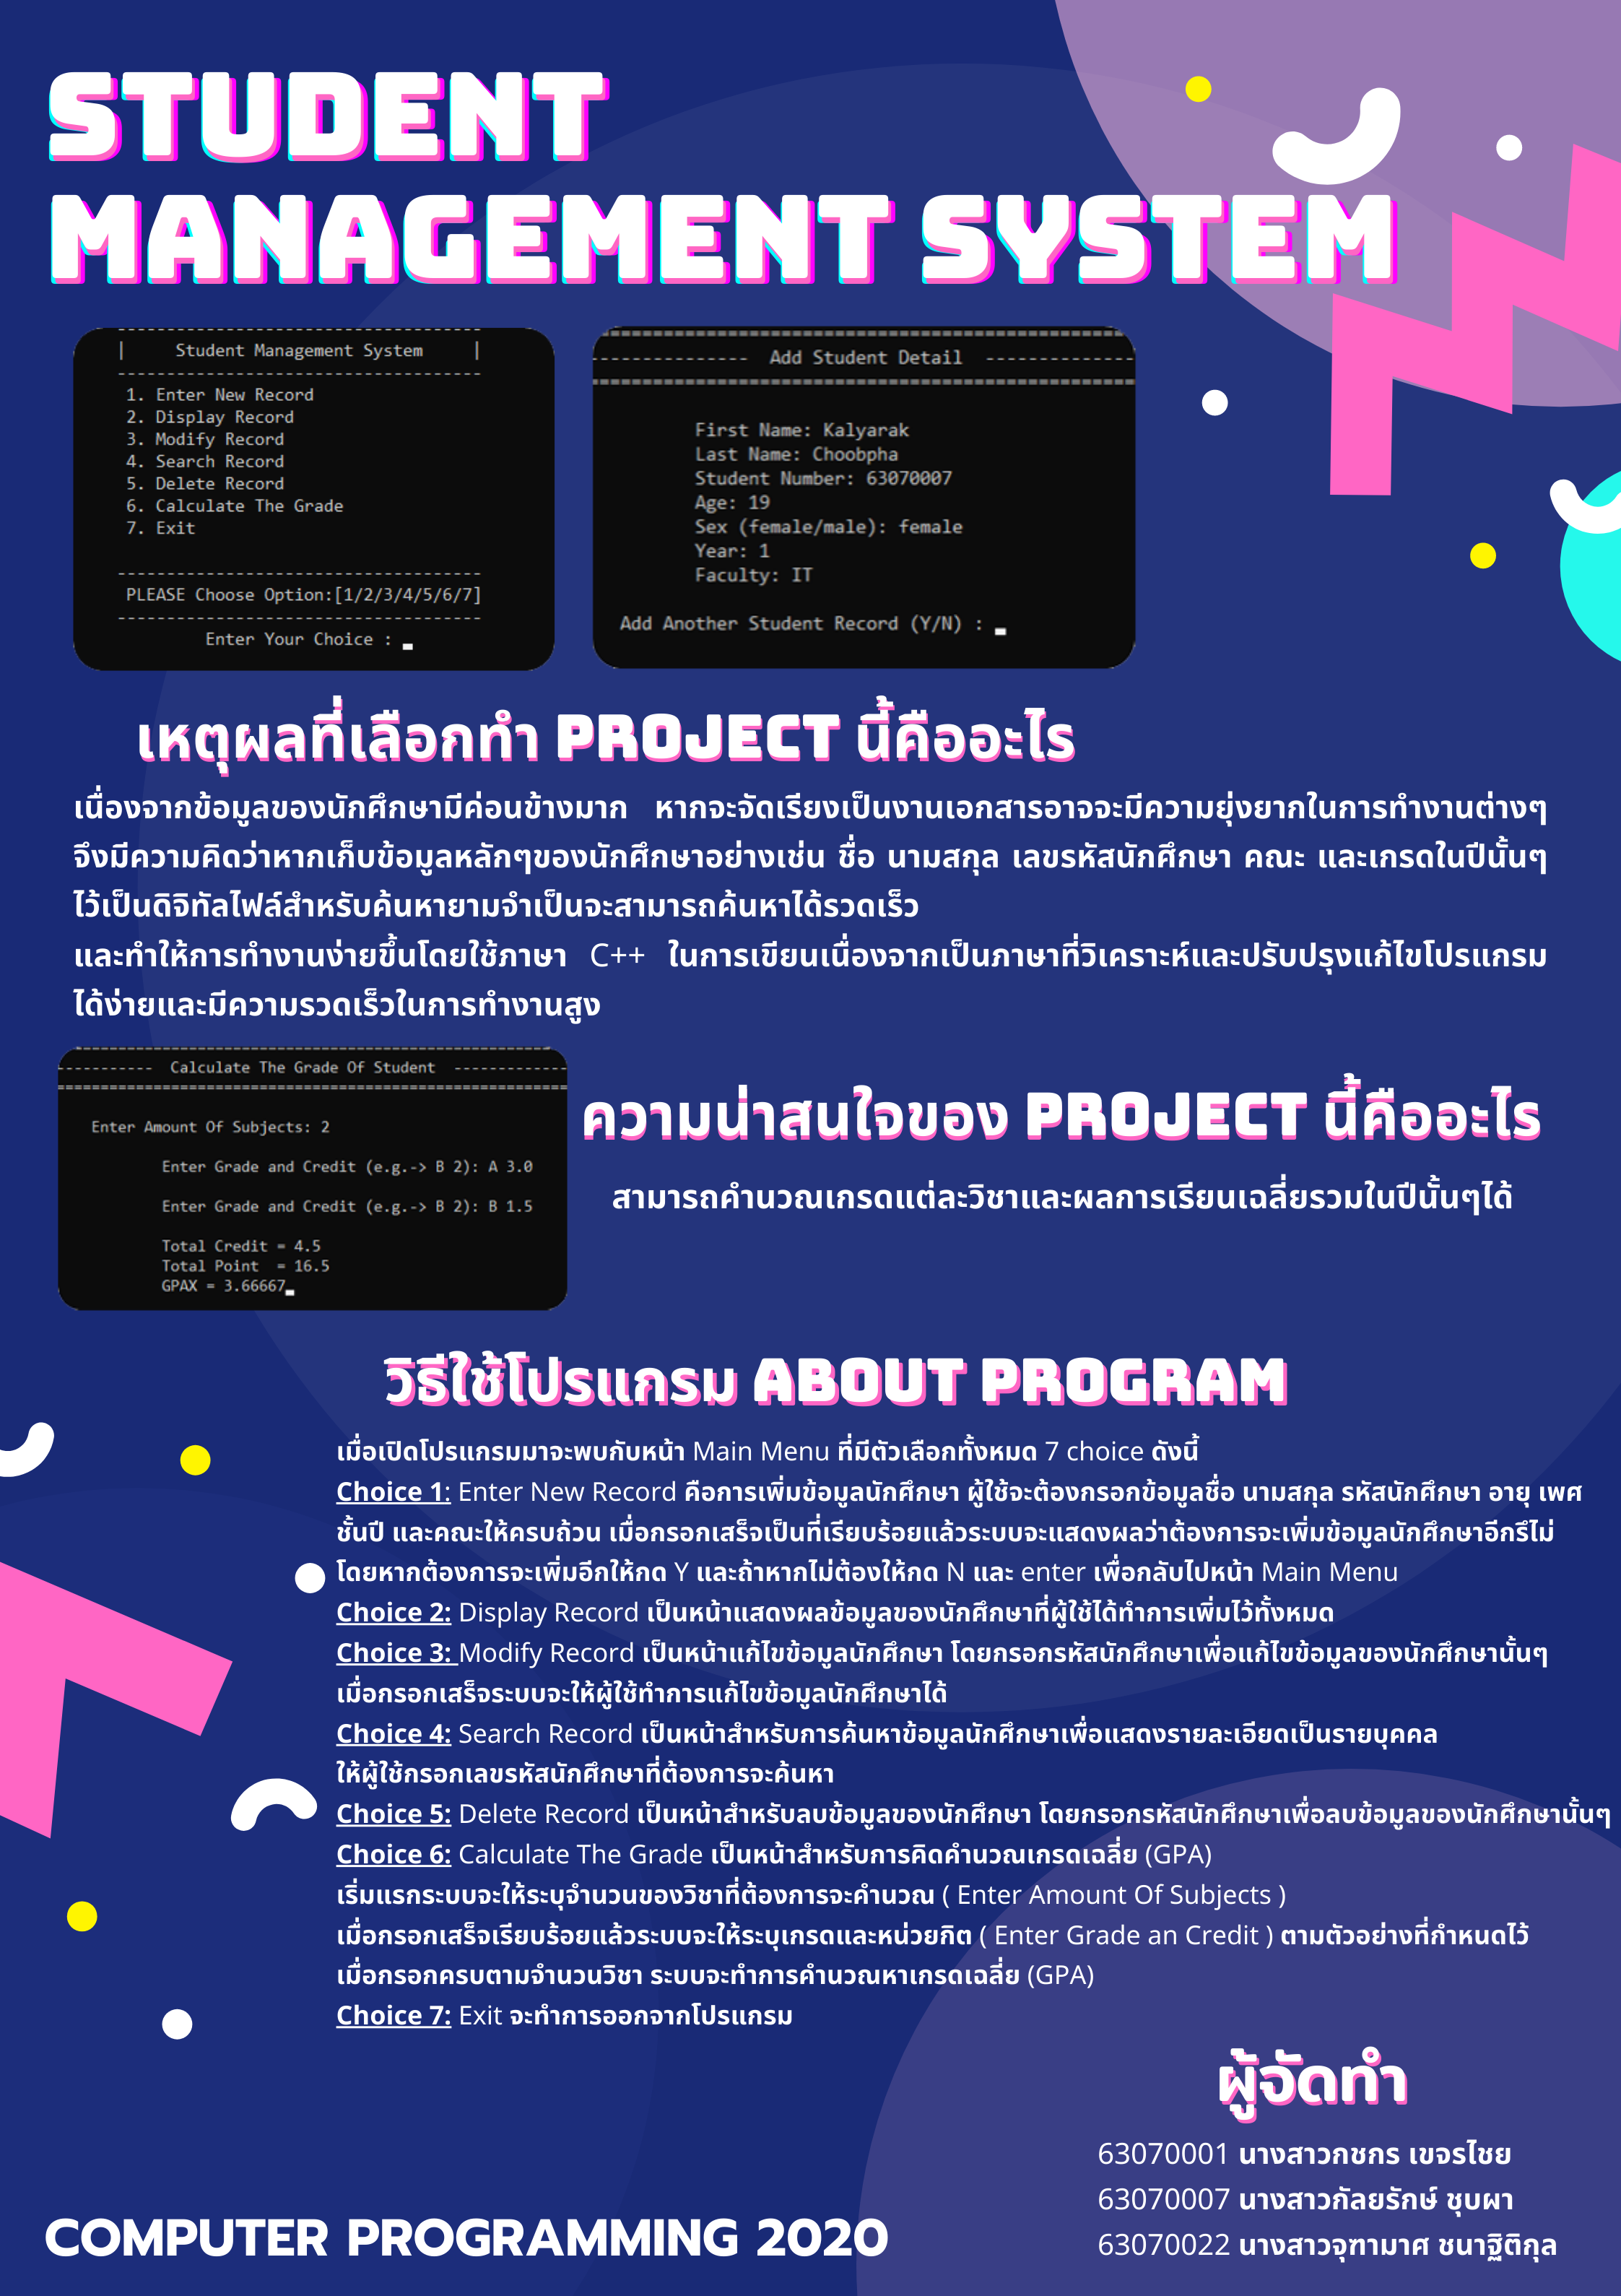 STUDENT
MANAGEMENT SYSTEM
------------------------------------
| Student Management System |
------------------------------------
1. Enter New Record
2. Display Record
3. Modify Record
4. Search Record
5. Delete Record
6. Calculate The Grade
7. Exit
------------------------------------
PLEASE Choose Option:[1/2/3/4/5/6/7]
------------------------------------
Enter Your Choice :
--------------- Add Student Detail --------------
First Name: Kalyarak
Last Name: Choobpha
Student Number: 63070007
Age: 19
Sex (female/male): female
Year: 1
Faculty: IT
Add Another Student Record (Y/N) :
เหตุผลที่เลือกทำ PROJECT นี้คืออะไร
เนื่องจากข้อมูลของนักศึกษามีค่อนข้างมาก หากจะจัดเรียงเป็นงานเอกสารอาจจะมีความยุ่งยากในการทำงานต่างๆ
จึงมีความคิดว่าหากเก็บข้อมูลหลักๆของนักศึกษาอย่างเช่น ชื่อ นามสกุล เลขรหัสนักศึกษา คณะ และเกรดในปีนั้นๆ
ไว้เป็นดิจิทัลไฟล์สำหรับค้นหายามจำเป็นจะสามารถค้นหาได้รวดเร็ว
และทำให้การทำงานง่ายขึ้นโดยใช้ภาษา C++ ในการเขียนเนื่องจากเป็นภาษาที่วิเคราะห์และปรับปรุงแก้ไขโปรแกรม
ได้ง่ายและมีความรวดเร็วในการทำงานสูง
----------- Calculate The Grade Of Student -------------
Enter Amount Of Subjects: 2
Enter Grade and Credit (e.g.-> B 2): A 3.0
Enter Grade and Credit (e.g.-> B 2): B 1.5
Total Credit = 4.5
Total Point = 16.5
GPAX = 3.66667
ความน่าสนใจของ PROJECT นี้คืออะไร
สามารถคำนวณเกรดแต่ละวิชาและผลการเรียนเฉลี่ยรวมในปีนั้นๆได้
วิธีใช้โปรแกรม ABOUT PROGRAM
เมื่อเปิดโปรแกรมมาจะพบกับหน้า Main Menu ที่มีตัวเลือกทั้งหมด 7 choice ดังนี้
Choice 1: Enter New Record คือการเพิ่มข้อมูลนักศึกษา ผู้ใช้จะต้องกรอกข้อมูลชื่อ นามสกุล รหัสนักศึกษา อายุ เพศ
ชั้นปี และคณะให้ครบถ้วน เมื่อกรอกเสร็จเป็นที่เรียบร้อยแล้วระบบจะแสดงผลว่าต้องการจะเพิ่มข้อมูลนักศึกษาอีกรึไม่
โดยหากต้องการจะเพิ่มอีกให้กด Y และถ้าหากไม่ต้องให้กด N และ enter เพื่อกลับไปหน้า Main Menu
Choice 2: Display Record เป็นหน้าแสดงผลข้อมูลของนักศึกษาที่ผู้ใช้ได้ทำการเพิ่มไว้ทั้งหมด
Choice 3: Modify Record เป็นหน้าแก้ไขข้อมูลนักศึกษา โดยกรอกรหัสนักศึกษาเพื่อแก้ไขข้อมูลของนักศึกษานั้นๆ
เมื่อกรอกเสร็จระบบจะให้ผู้ใช้ทำการแก้ไขข้อมูลนักศึกษาได้
Choice 4: Search Record เป็นหน้าสำหรับการค้นหาข้อมูลนักศึกษาเพื่อแสดงรายละเอียดเป็นรายบุคคล
ให้ผู้ใช้กรอกเลขรหัสนักศึกษาที่ต้องการจะค้นหา
Choice 5: Delete Record เป็นหน้าสำหรับลบข้อมูลของนักศึกษา โดยกรอกรหัสนักศึกษาเพื่อลบข้อมูลของนักศึกษานั้นๆ
Choice 6: Calculate The Grade เป็นหน้าสำหรับการคิดคำนวณเกรดเฉลี่ย (GPA)
เริ่มแรกระบบจะให้ระบุจำนวนของวิชาที่ต้องการจะคำนวณ ( Enter Amount Of Subjects )
เมื่อกรอกเสร็จเรียบร้อยแล้วระบบจะให้ระบุเกรดและหน่วยกิต ( Enter Grade an Credit ) ตามตัวอย่างที่กำหนดไว้
เมื่อกรอกครบตามจำนวนวิชา ระบบจะทำการคำนวณหาเกรดเฉลี่ย (GPA)
Choice 7: Exit จะทำการออกจากโปรแกรม
ผู้จัดทำ
63070001 นางสาวกชกร เขจรไชย
63070007 นางสาวกัลยรักษ์ ชุบผา
63070022 นางสาวจุฑามาศ ชนาฐิติกุล
COMPUTER PROGRAMMING 2020